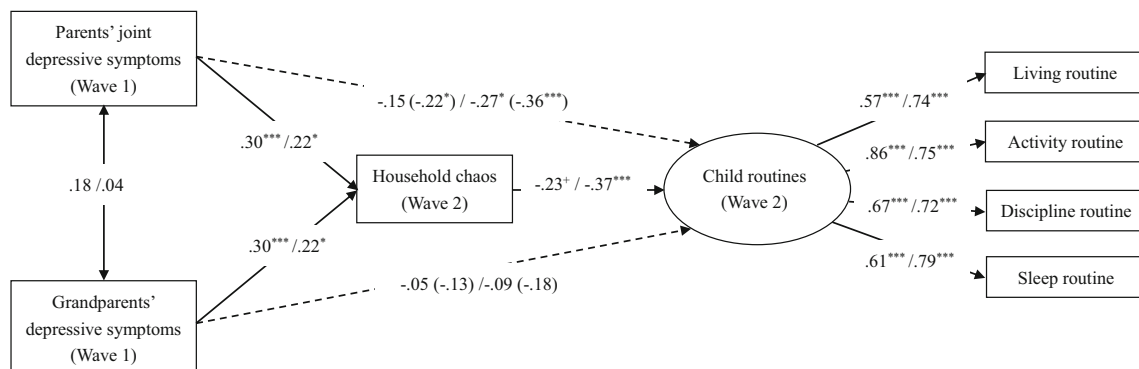 Parents' joint
depressive symptoms
(Wave 1)
Living routine
-.15 (-.22*) / -.27* (-.36***)
.57***/.74***
.30***/.22*
.86***/.75***
Activity routine
.18 /.04
Household chaos
(Wave 2)
-.23+ / -.37***
Child routines
(Wave 2)
.67***/.72***
Discipline routine
.30***/.22*
.61***/.79***
Sleep routine
-.05 (-.13) /-.09 (-.18)
Grandparents'
depressive symptoms
(Wave 1)